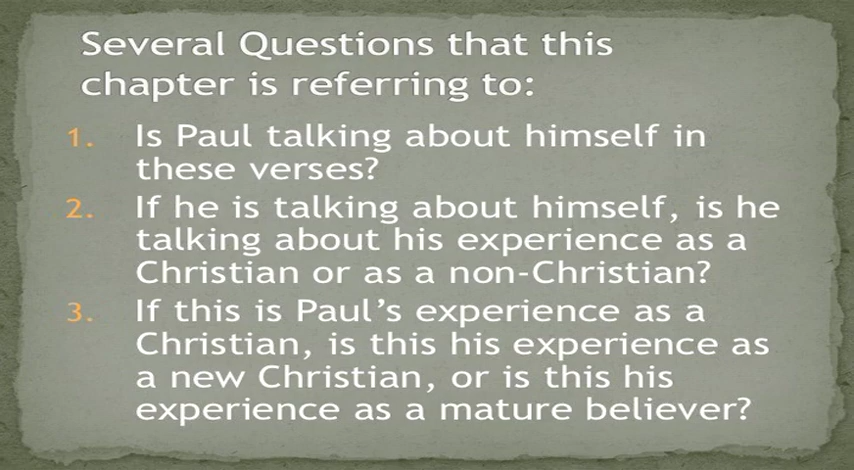 Several Questions that this
chapter is referring to:
1. Is Paul talking about himself in
these verses?
2. If he is talking about himself, is he
talking about his experience as a
Christian or as a non-Christian?
3. If this is Paul’s experience as a
Christian, is this his experience as
a new Christian, or is this his
experience as a mature believer?